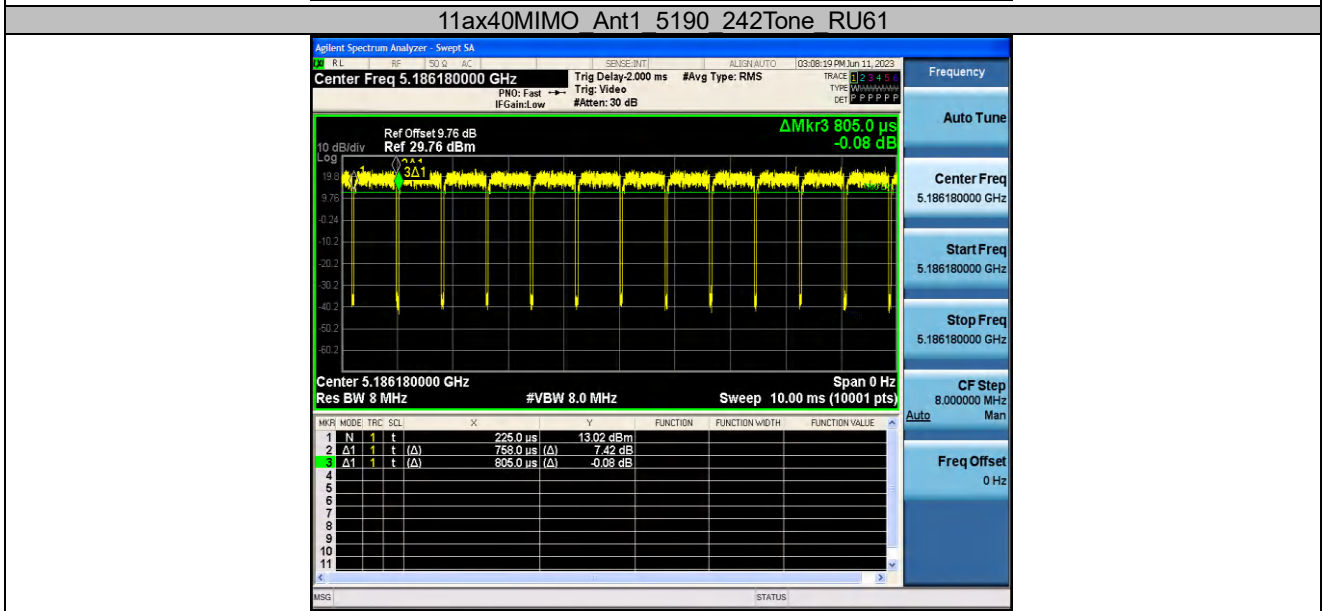 11ax40MIMO_Ant1_5190_242Tone_RU61
Agilent Spectrum Analyzer - Swept SA
RL RF 50 Ω AC SENSE:INT ALIGN AUTO 03:08:19 PM Jun 11, 2023
Center Freq 5.186180000 GHz
PNO: Fast
IFGain:Low
Trig Delay-2.000 ms
Trig: Video
#Atten: 30 dB
#Avg Type: RMS
TRACE 1 2 3 4 5 6
TYPE
DET P P P P P P
Frequency
Auto Tune
Center Freq
5.186180000 GHz
Start Freq
5.186180000 GHz
Stop Freq
5.186180000 GHz
CF Step
8.000000 MHz
Auto Man
Freq Offset
0 Hz
ΔMkr3 805.0 µs
-0.08 dB
Ref Offset 9.76 dB
10 dB/div Ref 29.76 dBm
Log
3Δ1
19.8
9.76
-0.24
-10.2
-20.2
-30.2
-40.2
-50.2
-60.2
Center 5.186180000 GHz Span 0 Hz
Res BW 8 MHz #VBW 8.0 MHz Sweep 10.00 ms (10001 pts)
MKR MODE TRC SCL X Y FUNCTION FUNCTION WIDTH FUNCTION VALUE
1 N 1 t 225.0 µs 13.02 dBm
2 Δ1 1 t (Δ) 758.0 µs (Δ) 7.42 dB
3 Δ1 1 t (Δ) 805.0 µs (Δ) -0.08 dB
4
5
6
7
8
9
10
11
MSG STATUS